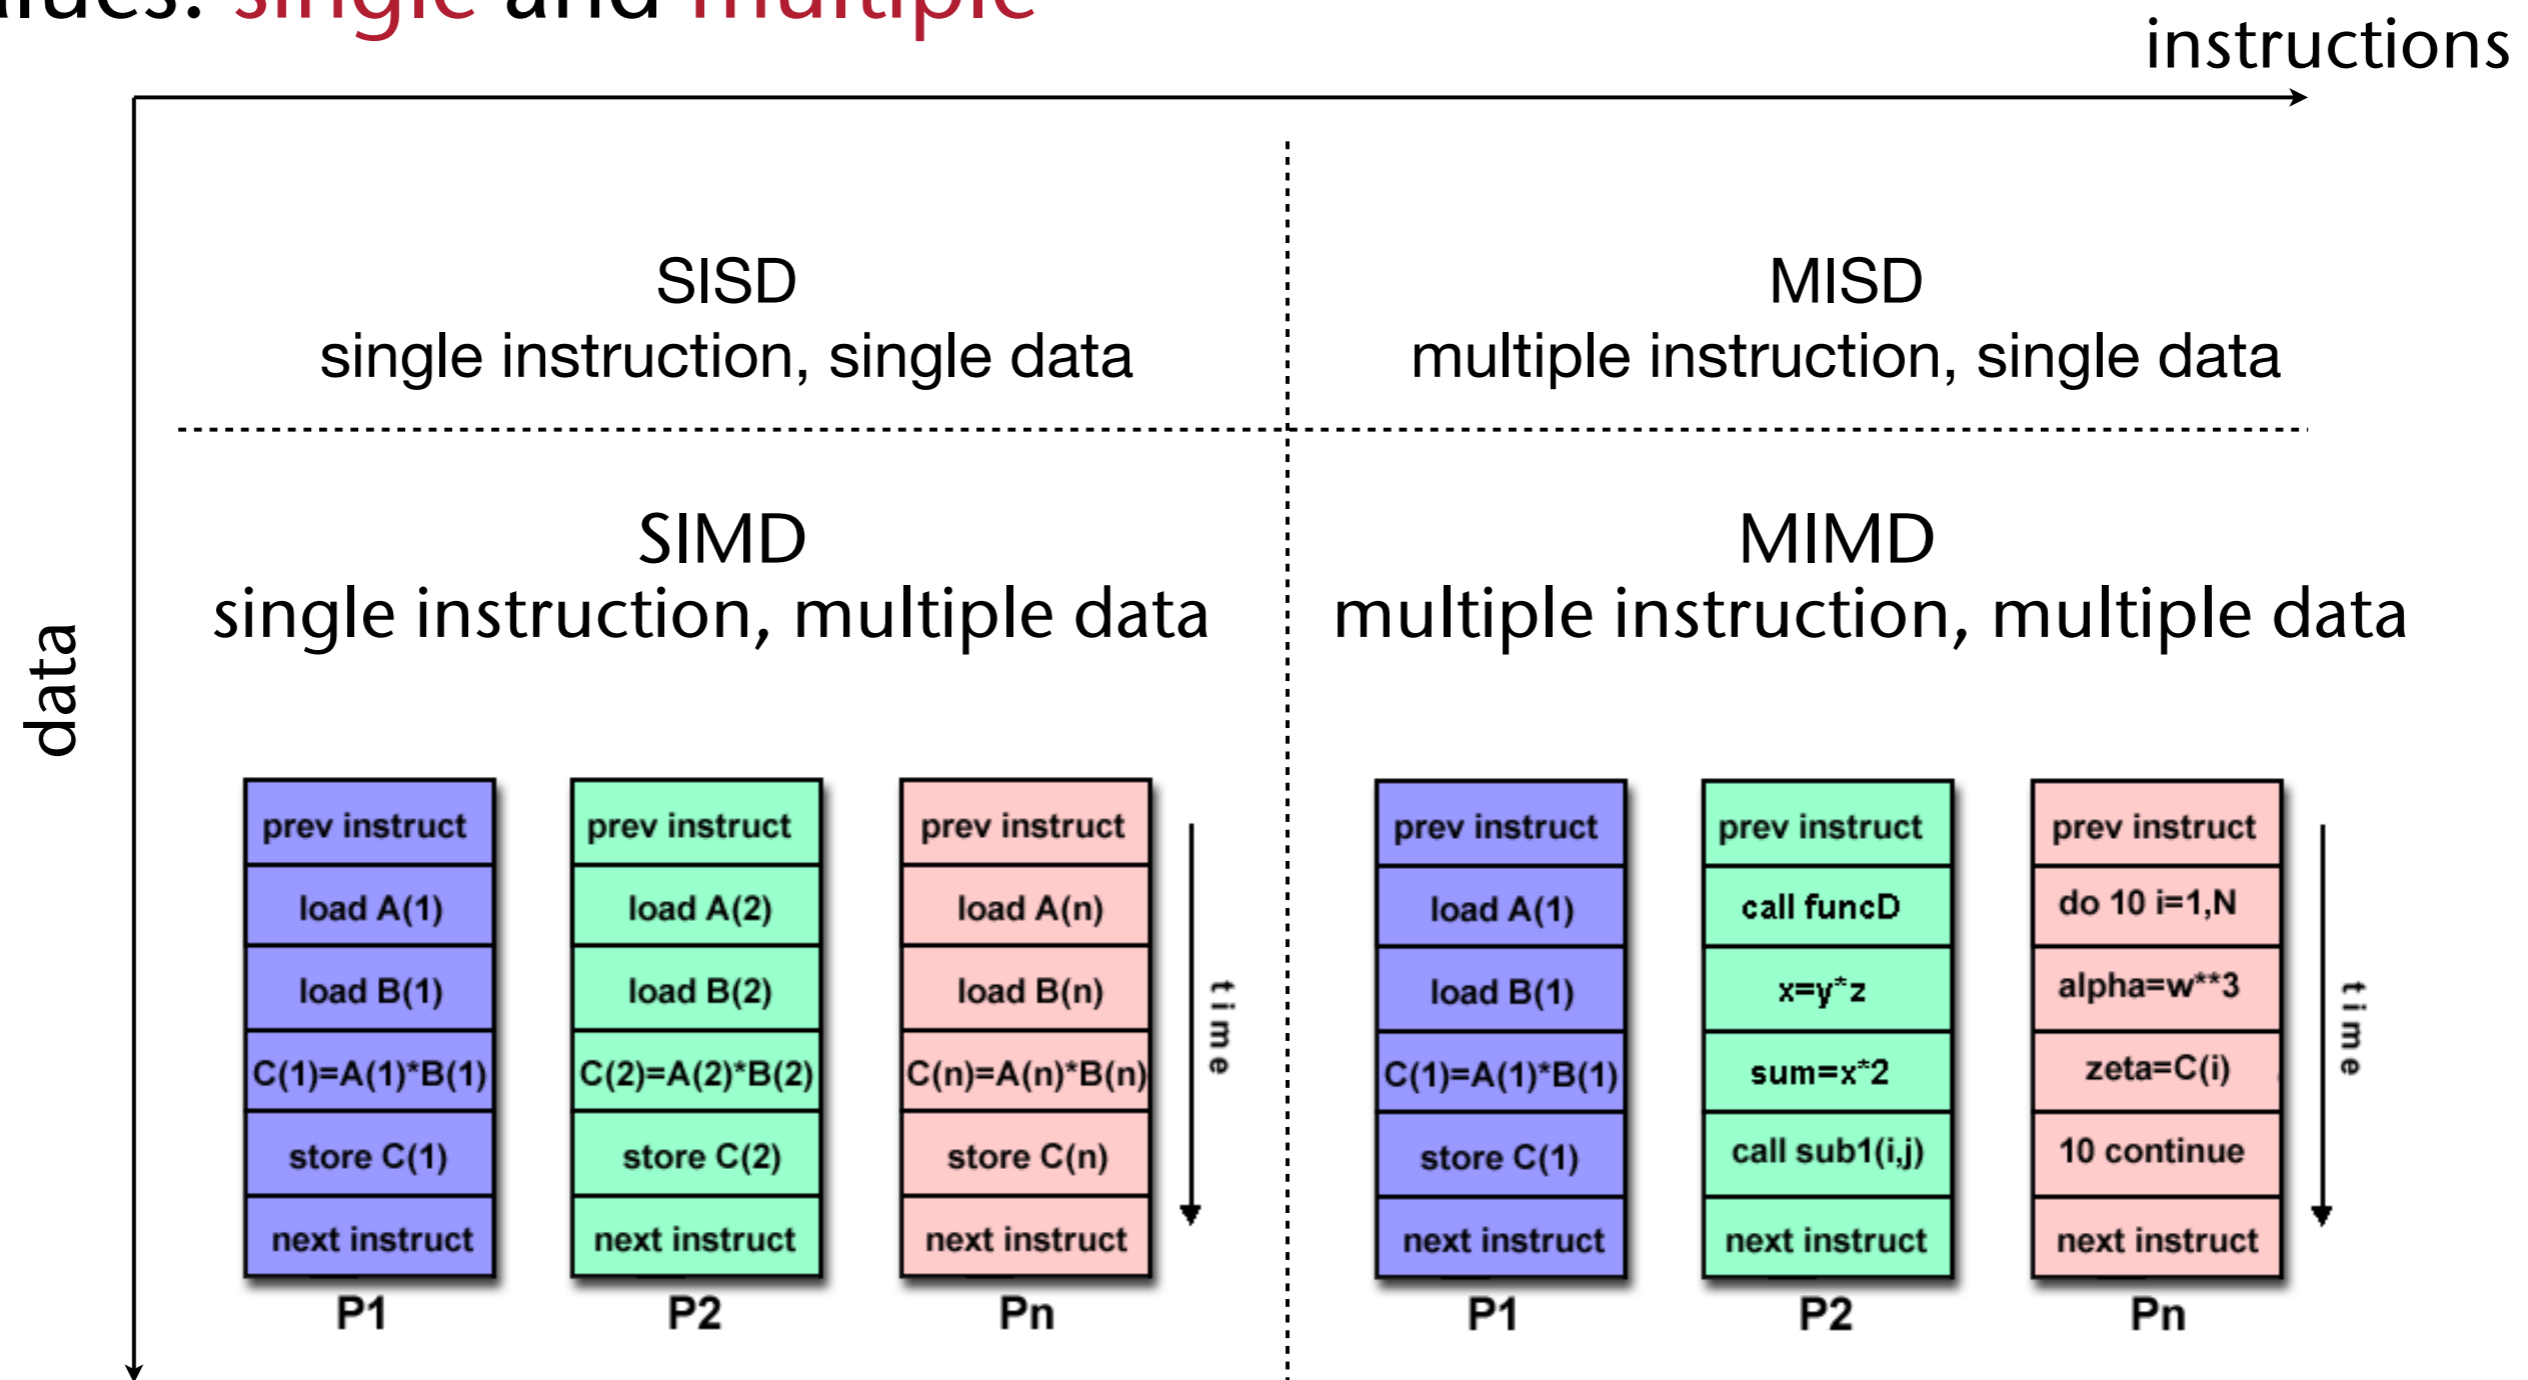 single and multiple
instructions
SISD
single instruction, single data
MISD
multiple instruction, single data
SIMD
single instruction, multiple data
MIMD
multiple instruction, multiple data
data
prev instruct
load A(1)
load B(1)
C(1)=A(1)*B(1)
store C(1)
next instruct
P1
prev instruct
load A(2)
load B(2)
C(2)=A(2)*B(2)
store C(2)
next instruct
P2
prev instruct
load A(n)
load B(n)
C(n)=A(n)*B(n)
store C(n)
next instruct
Pn
time
prev instruct
load A(1)
load B(1)
C(1)=A(1)*B(1)
store C(1)
next instruct
P1
prev instruct
call funcD
x=y*z
sum=x*2
call sub1(i,j)
next instruct
P2
prev instruct
do 10 i=1,N
alpha=w**3
zeta=C(i)
10 continue
next instruct
Pn
time